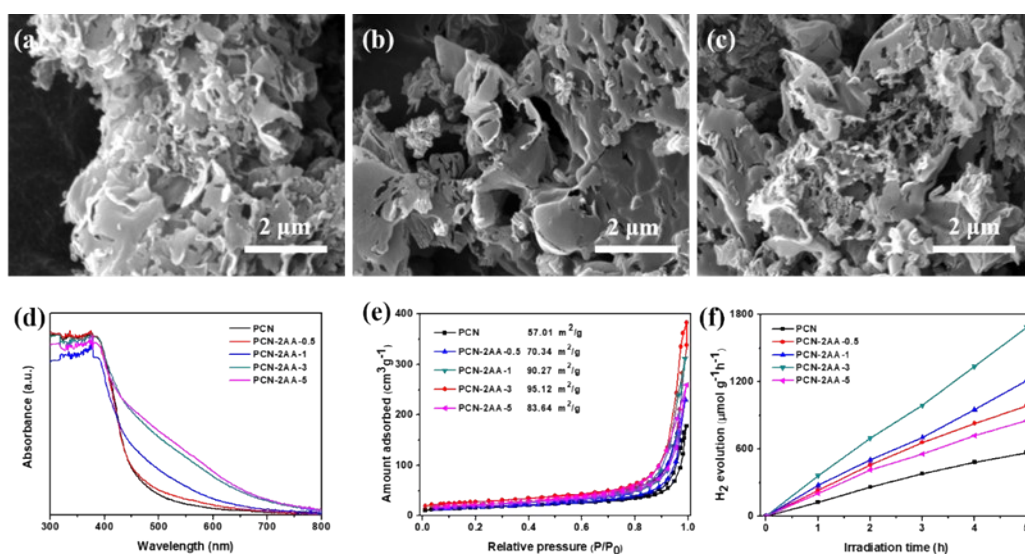 (a)
2 μm
(b)
2 μm
(c)
2 μm
(d)
PCN
PCN-2AA-0.5
PCN-2AA-1
PCN-2AA-3
PCN-2AA-5
Absorbance (a.u.)
300 400 500 600 700 800
Wavelength (nm)
(e)
400
300
200
100
PCN 57.01 m²/g
PCN-2AA-0.5 70.34 m²/g
PCN-2AA-1 90.27 m²/g
PCN-2AA-3 95.12 m²/g
PCN-2AA-5 83.64 m²/g
Amount adsorbed (cm³g⁻¹)
0.0 0.2 0.4 0.6 0.8 1.0
Relative pressure (P/P₀)
(f)
1800
1200
600
0
PCN
PCN-2AA-0.5
PCN-2AA-1
PCN-2AA-3
PCN-2AA-5
H₂ evolution (μmol g⁻¹h⁻¹)
0 1 2 3 4
Irradiation time (h)